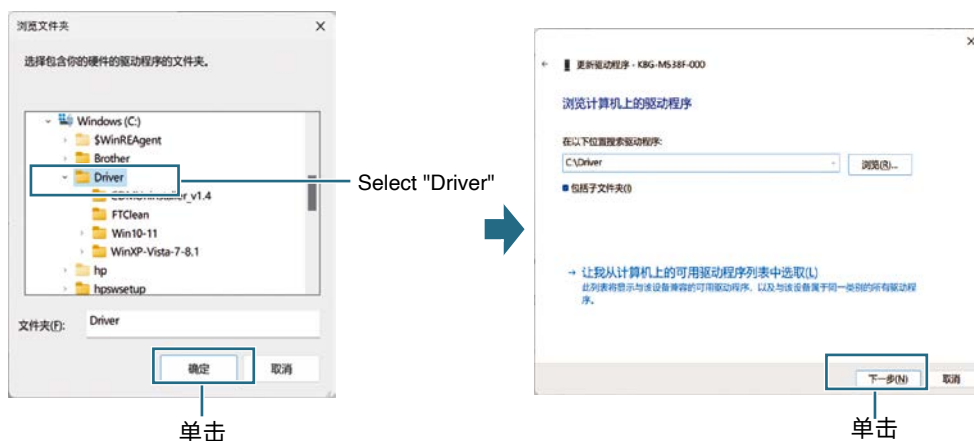 浏览文件夹
选择包含你的硬件的驱动程序的文件夹。
Windows (C:)
$WinREAgent
Brother
Driver
CDMUninstaller_v1.4
FTClean
Win10-11
WinXP-Vista-7-8.1
hp
hpswsetup
文件夹(F):
Driver
确定
取消
单击
Select "Driver"
更新驱动程序 - KBG-MS38F-000
浏览计算机上的驱动程序
在以下位置搜索驱动程序:
C:\Driver
浏览(R)...
包括子文件夹(I)
→ 让我从计算机上的可用驱动程序列表中选取(L)
此列表将显示与该设备兼容的可用驱动程序，以及与该设备属于同一类别的所有驱动程
序。
下一步(N)
取消
单击